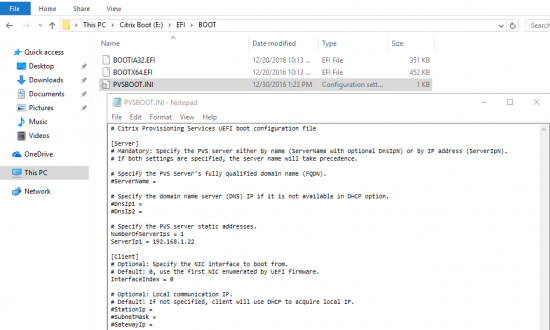 File Home Share View
This PC > Citrix Boot (E:) > EFI > BOOT
Search
Quick access
Desktop
Downloads
Documents
Pictures
Music
Videos
OneDrive
This PC
Network
Name Date modified Type Size
BOOTIA32.EFI 12/20/2016 10:13 ... EFI File 351 KB
BOOTX64.EFI 12/20/2016 10:13 ... EFI File 452 KB
PVSBOOT.INI 12/30/2016 1:23 PM Configuration sett... 1 KB
PVSBOOT.INI - Notepad
File Edit Format View Help
# Citrix Provisioning Services UEFI boot configuration file
[Server]
# Mandatory: Specify the PVS server either by name (ServerName with optional DnsIpN) or by IP address (ServerIpN).
# If both settings are specified, the server name will take precedence.
# Specify the PVS Server's fully qualified domain name (FQDN).
#ServerName =
# Specify the domain name server (DNS) IP if it is not available in DHCP option.
#DnsIp1 =
#DnsIp2 =
# Specify the PVS server static addresses.
NumberOfServerIps = 1
ServerIp1 = 192.168.1.22
[Client]
# Optional: Specify the NIC interface to boot from.
# Default: 0, use the first NIC enumerated by UEFI firmware.
InterfaceIndex = 0
# Optional: Local communication IP.
# Default: If not specified, client will use DHCP to acquire local IP.
#StationIp =
#SubnetMask =
#GatewayIp =